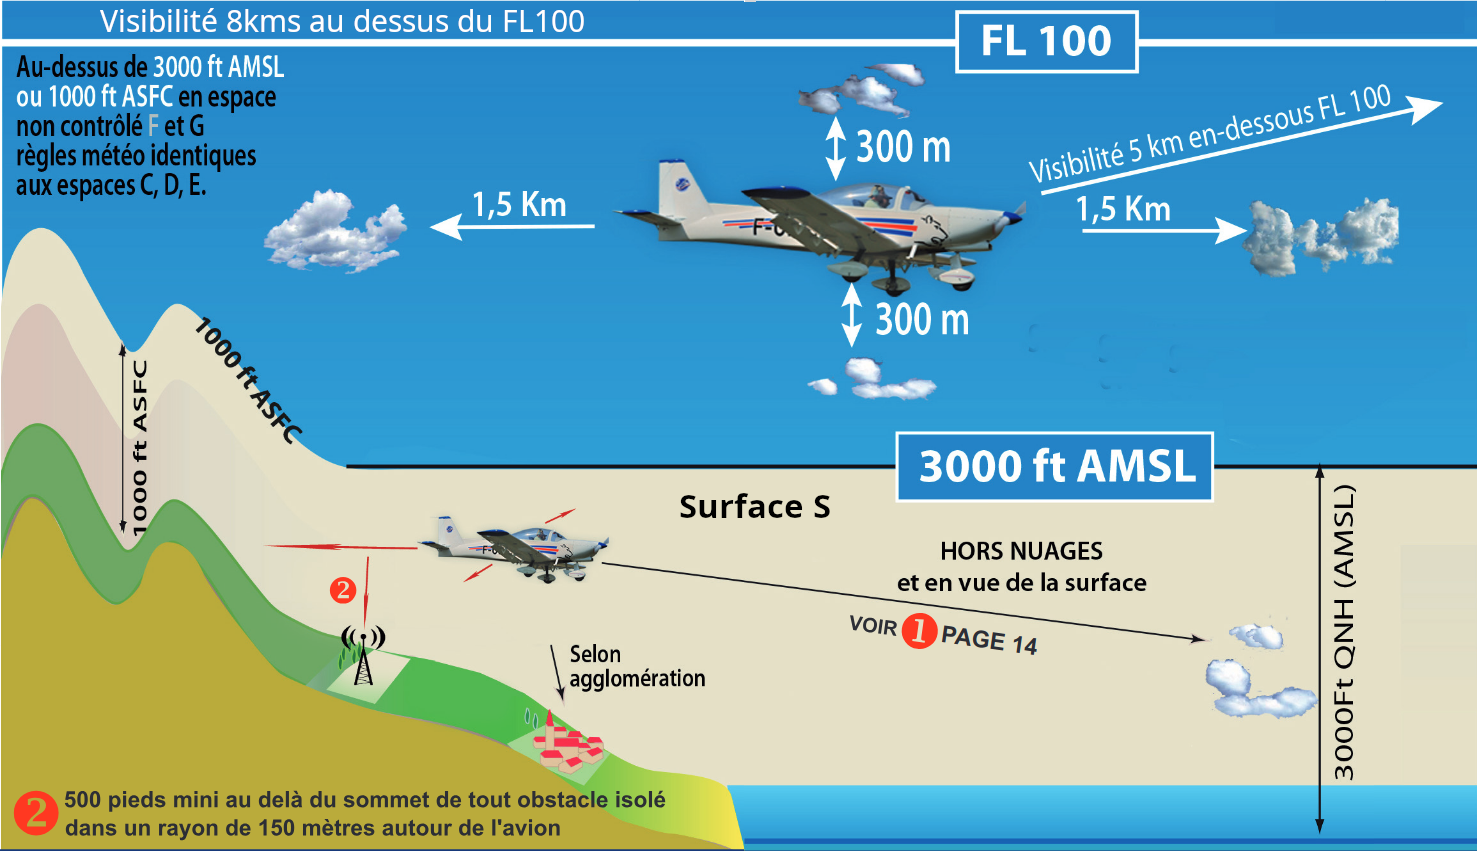 Visibilité 8kms au dessus du FL100
FL 100
Au-dessus de 3000 ft AMSL
ou 1000 ft ASFC en espace
non contrôlé F et G
règles météo identiques
aux espaces C, D, E.
300 m
Visibilité 5 km en-dessous FL 100
1,5 Km
1,5 Km
300 m
1000 ft ASFC
1000 ft ASFC
3000 ft AMSL
Surface S
HORS NUAGES
et en vue de la surface
VOIR 1 PAGE 14
2
Selon
agglomération
3000Ft QNH (AMSL)
2 500 pieds mini au delà du sommet de tout obstacle isolé
dans un rayon de 150 mètres autour de l'avion